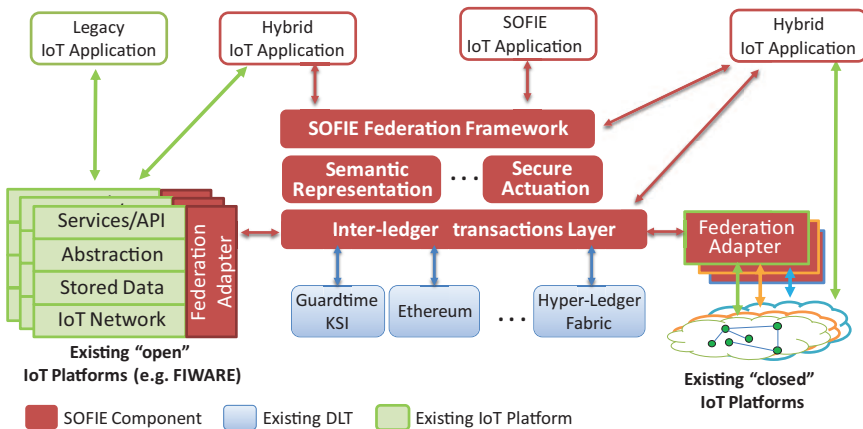 Legacy
IoT Application
Hybrid
IoT Application
SOFIE
IoT Application
Hybrid
IoT Application
SOFIE Federation Framework
Semantic
Representation
...
Secure
Actuation
Inter-ledger transactions Layer
Services/API
Abstraction
Stored Data
IoT Network
Federation
Adapter
Federation
Adapter
Guardtime
KSI
Ethereum
...
Hyper-Ledger
Fabric
Existing “open”
IoT Platforms (e.g. FIWARE)
Existing “closed”
IoT Platforms
SOFIE Component
Existing DLT
Existing IoT Platform